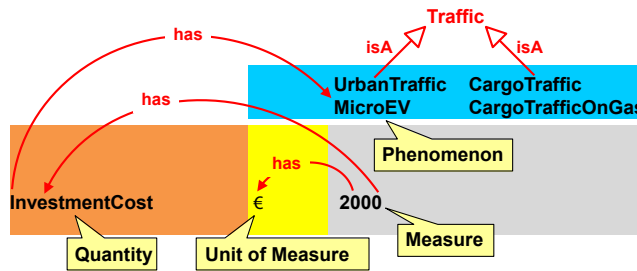 Traffic
has
isA
isA
UrbanTraffic CargoTraffic
has
MicroEV CargoTrafficOnGas
Phenomenon
has
InvestmentCost € 2000
Quantity Unit of Measure Measure